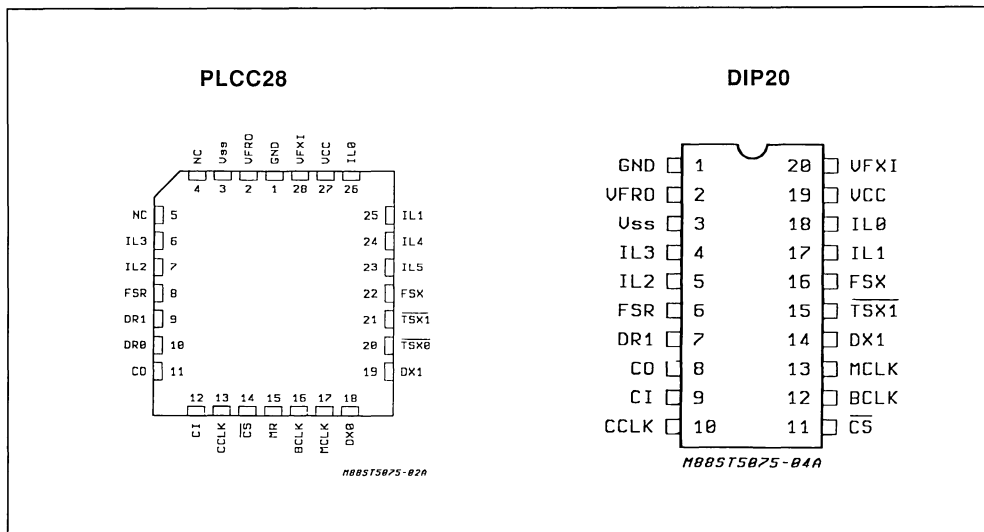 PLCC28
NC Vss VFRO GND VFXI VCC IL0
4 3 2 1 28 27 26
NC 5 25 IL1
IL3 6 24 IL4
IL2 7 23 IL5
FSR 8 22 FSX
DR1 9 21 TSX1
DR0 10 20 TSX0
CO 11 19 DX1
12 13 14 15 16 17 18
CI CCLK CS MR BCLK MCLK DX0
M88ST5075-02A
DIP20
GND 1 20 VFXI
VFRO 2 19 VCC
Vss 3 18 IL0
IL3 4 17 IL1
IL2 5 16 FSX
FSR 6 15 TSX1
DR1 7 14 DX1
CO 8 13 MCLK
CI 9 12 BCLK
CCLK 10 11 CS
M88ST5075-04A